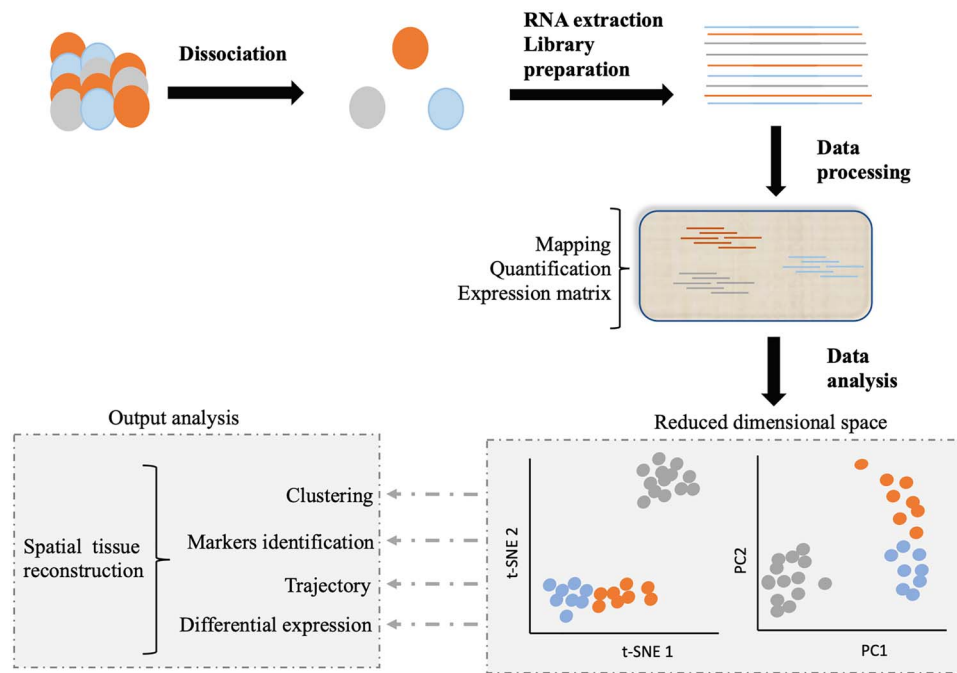 Dissociation
RNA extraction
Library
preparation
Data
processing
Mapping
Quantification
Expression matrix
Data
analysis
Output analysis
Reduced dimensional space
Clustering
Markers identification
Trajectory
Differential expression
Spatial tissue
reconstruction
t-SNE 2
t-SNE 1
PC2
PC1